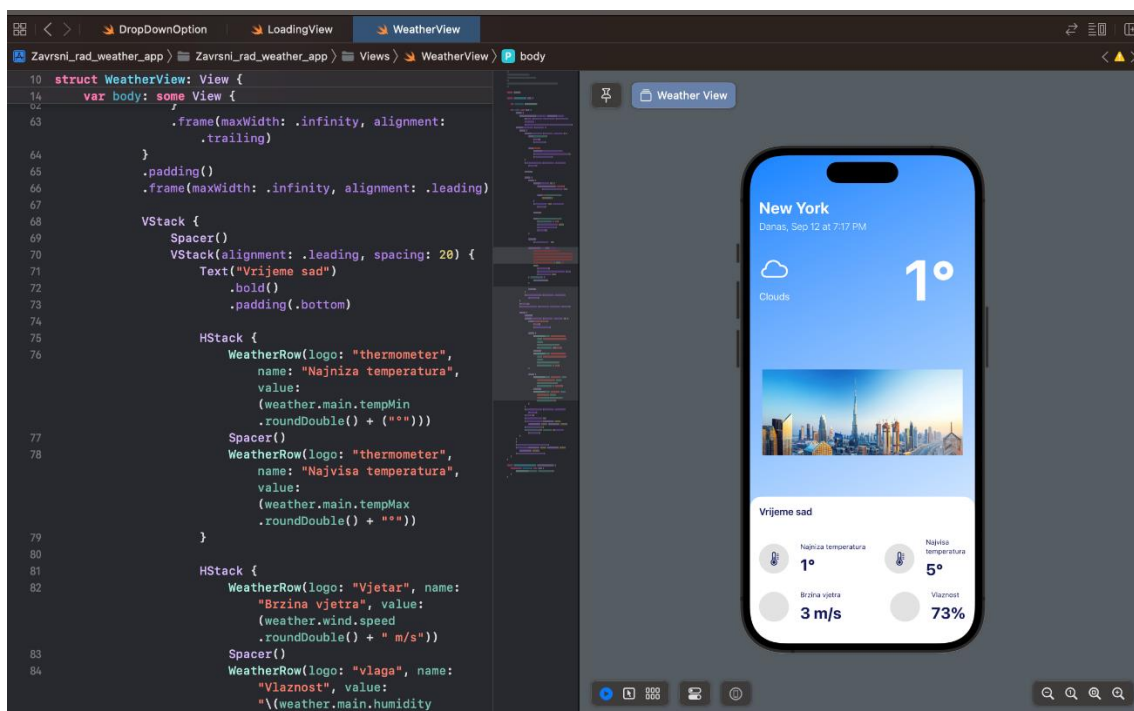 DropDownOption LoadingView WeatherView
Zavrsni_rad_weather_app Zavrsni_rad_weather_app Views WeatherView P body
10 struct WeatherView: View {
14 var body: some View {
62 }
63 .frame(maxWidth: .infinity, alignment:
.trailing)
64 }
65 .padding()
66 .frame(maxWidth: .infinity, alignment: .leading)
67
68 VStack {
69 Spacer()
70 VStack(alignment: .leading, spacing: 20) {
71 Text("Vrijeme sad")
72 .bold()
73 .padding(.bottom)
74
75 HStack {
76 WeatherRow(logo: "thermometer",
name: "Najniza temperatura",
value:
(weather.main.tempMin
.roundDouble() + ("°")))
77 Spacer()
78 WeatherRow(logo: "thermometer",
name: "Najvisa temperatura",
value:
(weather.main.tempMax
.roundDouble() + "°"))
79 }
80
81 HStack {
82 WeatherRow(logo: "Vjetar", name:
"Brzina vjetra", value:
(weather.wind.speed
.roundDouble() + " m/s"))
83 Spacer()
84 WeatherRow(logo: "vlaga", name:
"Vlaznost", value:
"\(weather.main.humidity
Weather View
New York
Danas, Sep 12 at 7:17 PM
1°
Clouds
Vrijeme sad
Najniza temperatura
1°
Najvisa
temperatura
5°
Brzina vjetra
3 m/s
Vlaznost
73%